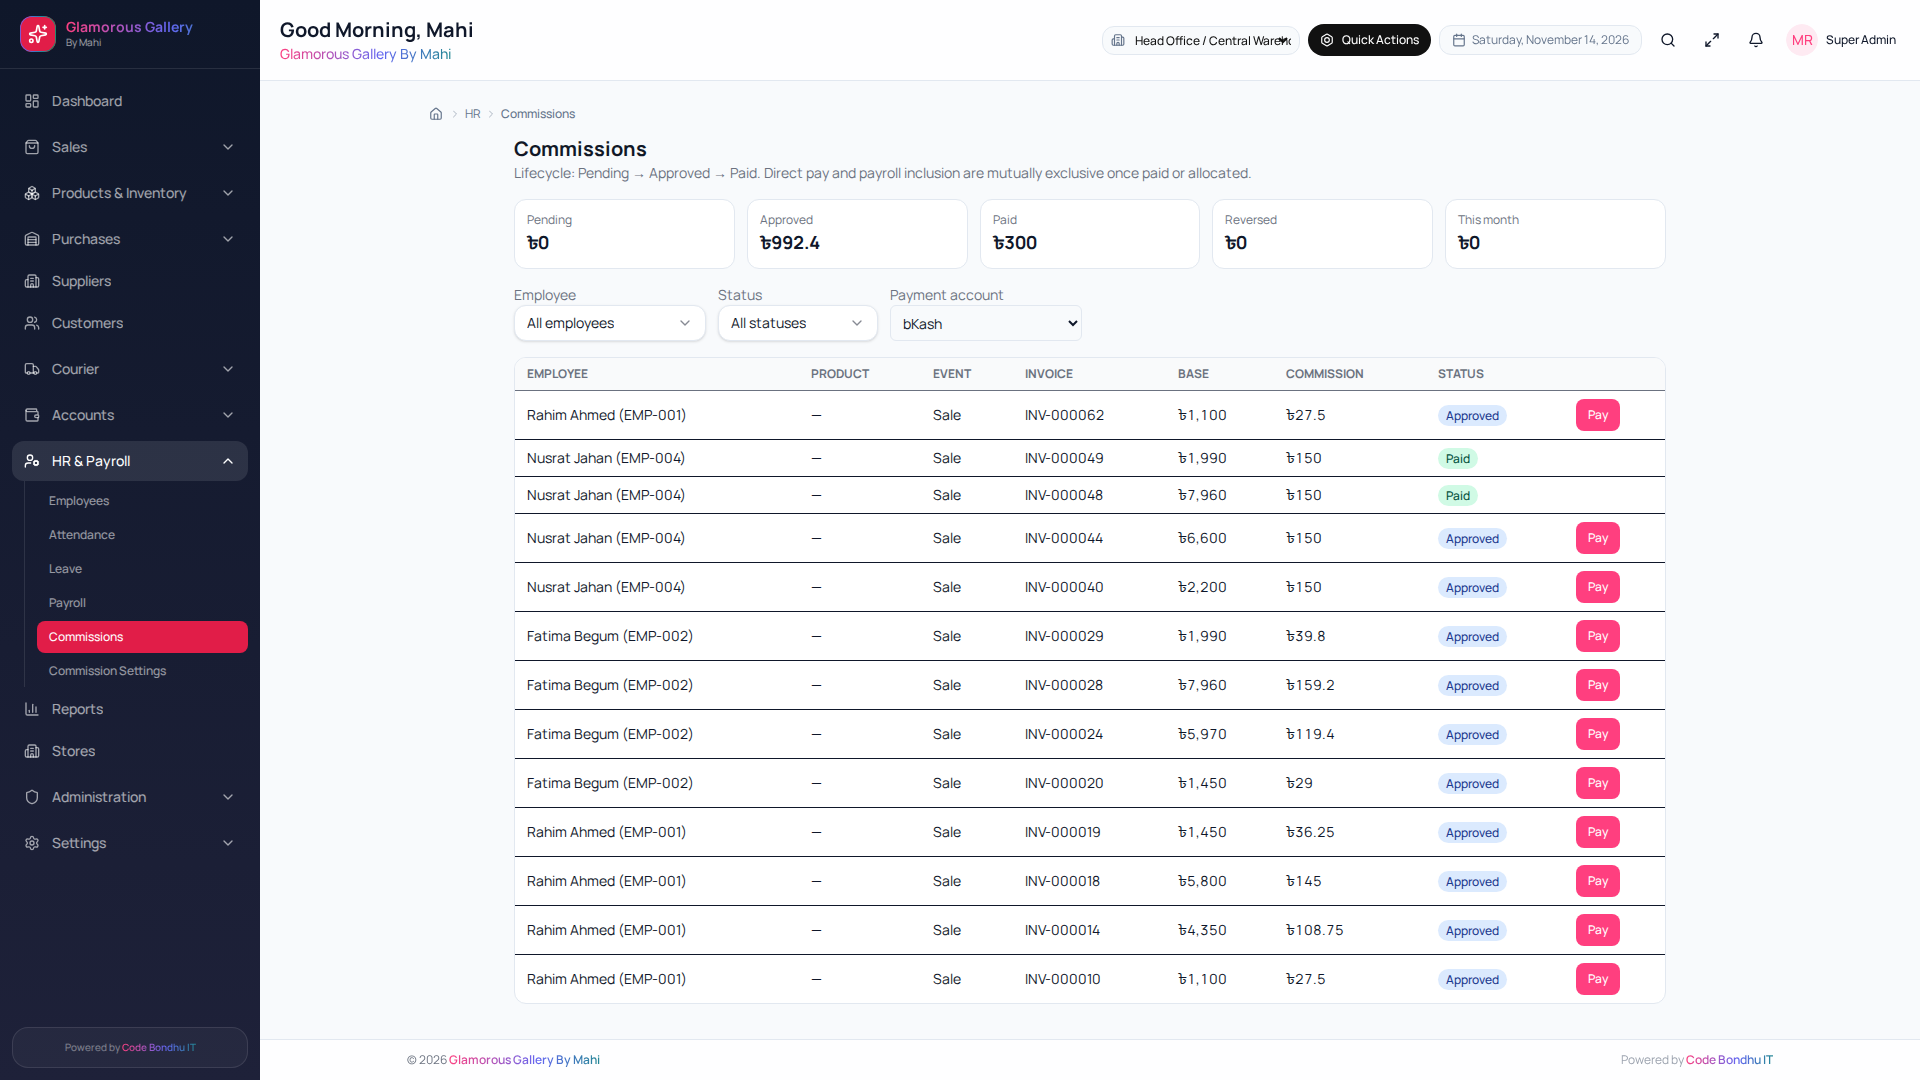 Glamorous Gallery
By Mahi
Dashboard
Sales
Products & Inventory
Purchases
Suppliers
Customers
Courier
Accounts
HR & Payroll
Employees
Attendance
Leave
Payroll
Commissions
Commission Settings
Reports
Stores
Administration
Settings
Powered by Code Bondhu IT
Good Morning, Mahi
Glamorous Gallery By Mahi
Head Office / Central
Quick Actions
Saturday, November 14, 2026
MR
Super Admin
HR
Commissions
Commissions
Lifecycle: Pending → Approved → Paid. Direct pay and payroll inclusion are mutually exclusive once paid or allocated.
Pending
৳0
Approved
৳992.4
Paid
৳300
Reversed
৳0
This month
৳0
Employee
All employees
Status
All statuses
Payment account
bKash
EMPLOYEE PRODUCT EVENT INVOICE BASE COMMISSION STATUS
Rahim Ahmed (EMP-001) — Sale INV-000062 ৳1,100 ৳27.5 Approved Pay
Nusrat Jahan (EMP-004) — Sale INV-000049 ৳1,990 ৳150 Paid
Nusrat Jahan (EMP-004) — Sale INV-000048 ৳7,960 ৳150 Paid
Nusrat Jahan (EMP-004) — Sale INV-000044 ৳6,600 ৳150 Approved Pay
Nusrat Jahan (EMP-004) — Sale INV-000040 ৳2,200 ৳150 Approved Pay
Fatima Begum (EMP-002) — Sale INV-000029 ৳1,990 ৳39.8 Approved Pay
Fatima Begum (EMP-002) — Sale INV-000028 ৳7,960 ৳159.2 Approved Pay
Fatima Begum (EMP-002) — Sale INV-000024 ৳5,970 ৳119.4 Approved Pay
Fatima Begum (EMP-002) — Sale INV-000020 ৳1,450 ৳29 Approved Pay
Rahim Ahmed (EMP-001) — Sale INV-000019 ৳1,450 ৳36.25 Approved Pay
Rahim Ahmed (EMP-001) — Sale INV-000018 ৳5,800 ৳145 Approved Pay
Rahim Ahmed (EMP-001) — Sale INV-000014 ৳4,350 ৳108.75 Approved Pay
Rahim Ahmed (EMP-001) — Sale INV-000010 ৳1,100 ৳27.5 Approved Pay
© 2026 Glamorous Gallery By Mahi
Powered by Code Bondhu IT